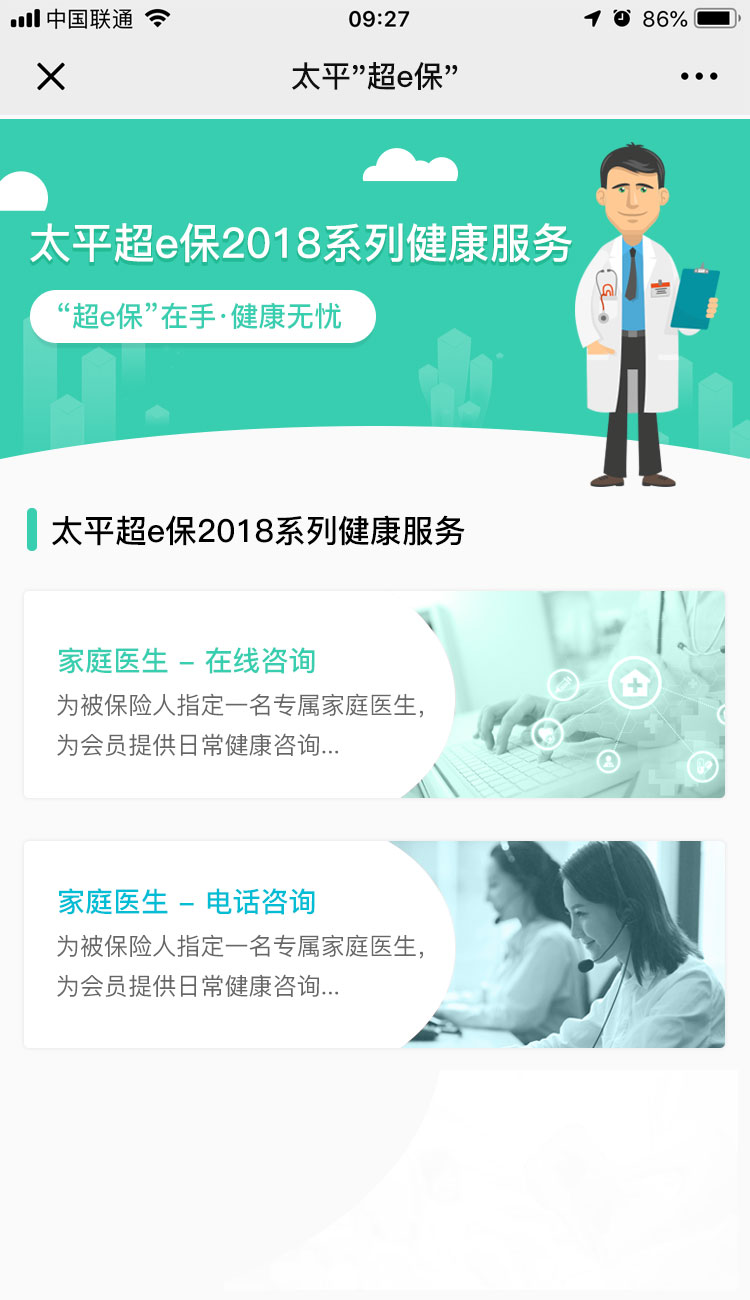 中国联通
09:27
86%
太平”超e保”
太平超e保2018系列健康服务
“超e保”在手·健康无忧
太平超e保2018系列健康服务
家庭医生 - 在线咨询
为被保险人指定一名专属家庭医生，
为会员提供日常健康咨询...
家庭医生 - 电话咨询
为被保险人指定一名专属家庭医生，
为会员提供日常健康咨询...